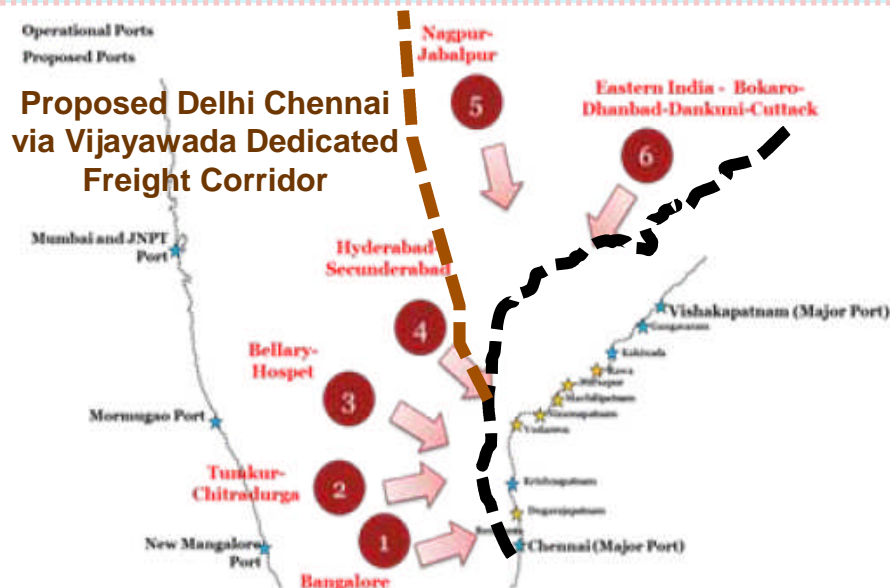 Operational Ports
Proposed Ports
Proposed Delhi Chennai
via Vijayawada Dedicated
Freight Corridor
Nagpur-
Jabalpur
5
Eastern India - Bokaro-
Dhanbad-Dankuni-Cuttack
6
Mumbai and JNPT
Port
Hyderabad-
Secunderabad
4
Vishakapatnam (Major Port)
Gangavaram
Kakinada
Machilipatnam
Nizamapatnam
Vodarevu
Bellary-
Hospet
3
Mormugao Port
Tumkur-
Chitradurga
2
Krishnapatnam
Dugarajapatnam
1
New Mangalore
Port
Chennai (Major Port)
Bangalore